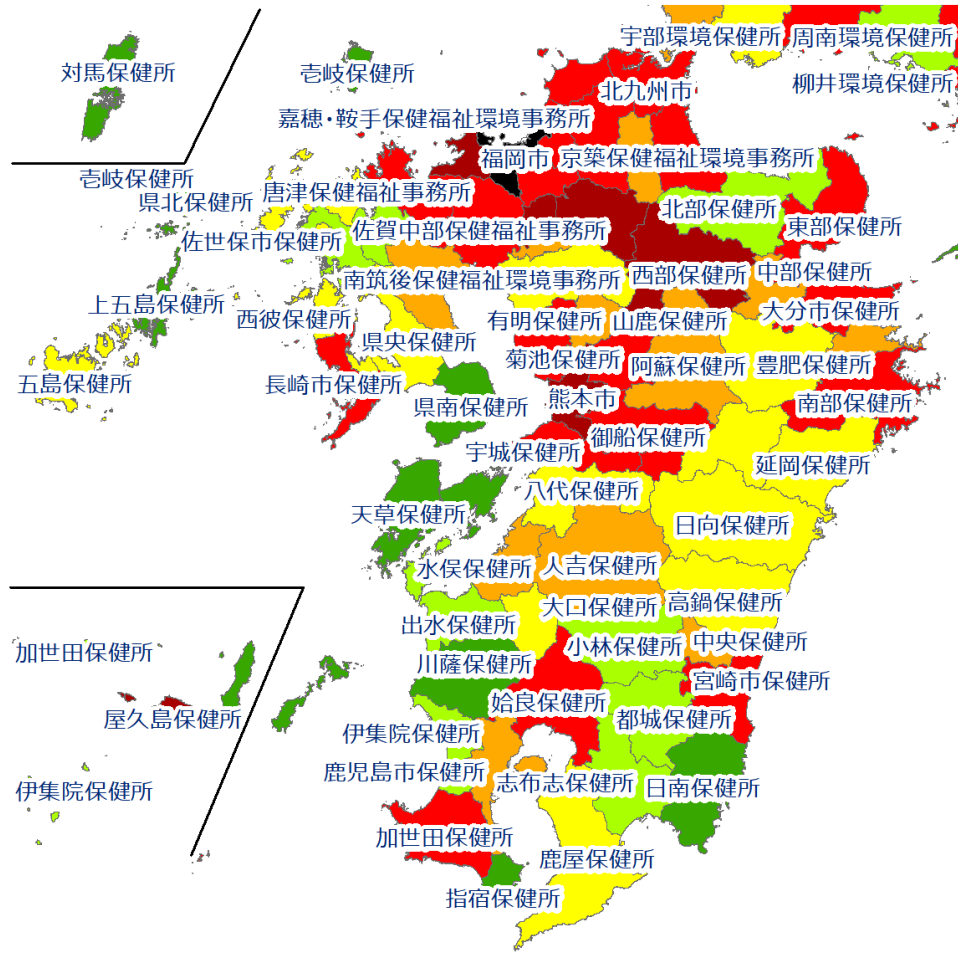 宇部環境保健所
周南環境保健所
対馬保健所
壱岐保健所
柳井環境保健所
北九州市
嘉穂・鞍手保健福祉環境事務所
福岡市
京築保健福祉環境事務所
壱岐保健所
唐津保健福祉事務所
県北保健所
北部保健所
東部保健所
佐世保市保健所
佐賀中部保健福祉事務所
南筑後保健福祉環境事務所
西部保健所
中部保健所
上五島保健所
西彼保健所
有明保健所
山鹿保健所
大分市保健所
県央保健所
菊池保健所
阿蘇保健所
豊肥保健所
五島保健所
長崎市保健所
県南保健所
熊本市
南部保健所
宇城保健所
御船保健所
延岡保健所
八代保健所
天草保健所
日向保健所
水俣保健所
人吉保健所
大口保健所
高鍋保健所
出水保健所
小林保健所
中央保健所
加世田保健所
川薩保健所
宮崎市保健所
屋久島保健所
姶良保健所
都城保健所
伊集院保健所
鹿児島市保健所
志布志保健所
日南保健所
伊集院保健所
加世田保健所
鹿屋保健所
指宿保健所